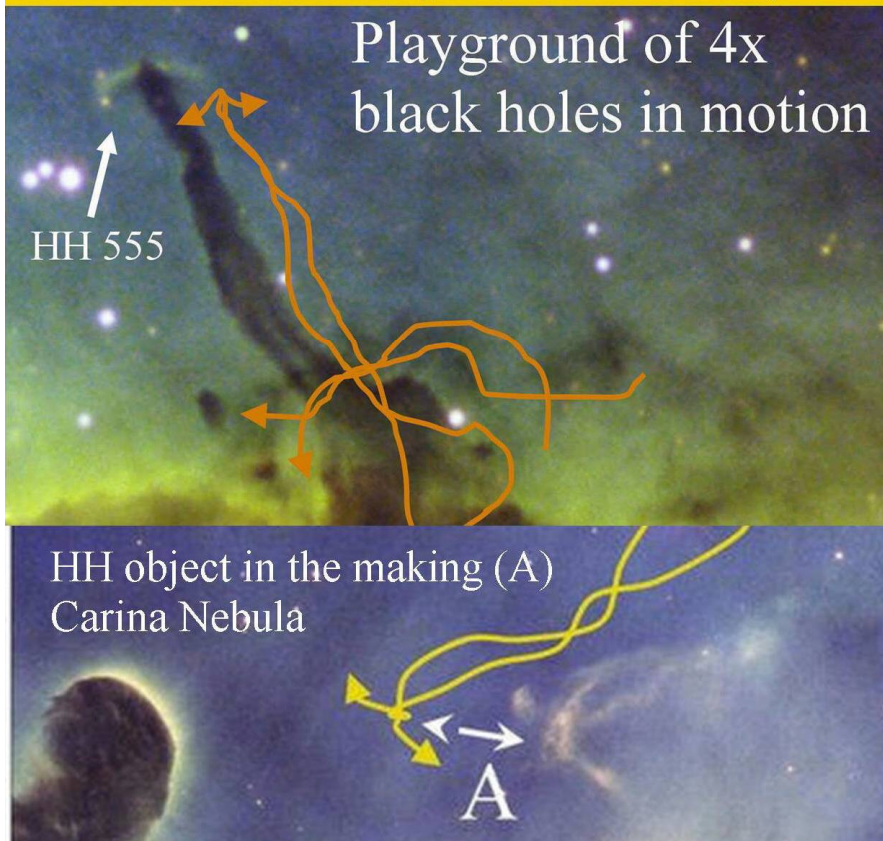 Playground of 4x
black holes in motion
HH 555
HH object in the making (A)
Carina Nebula
A